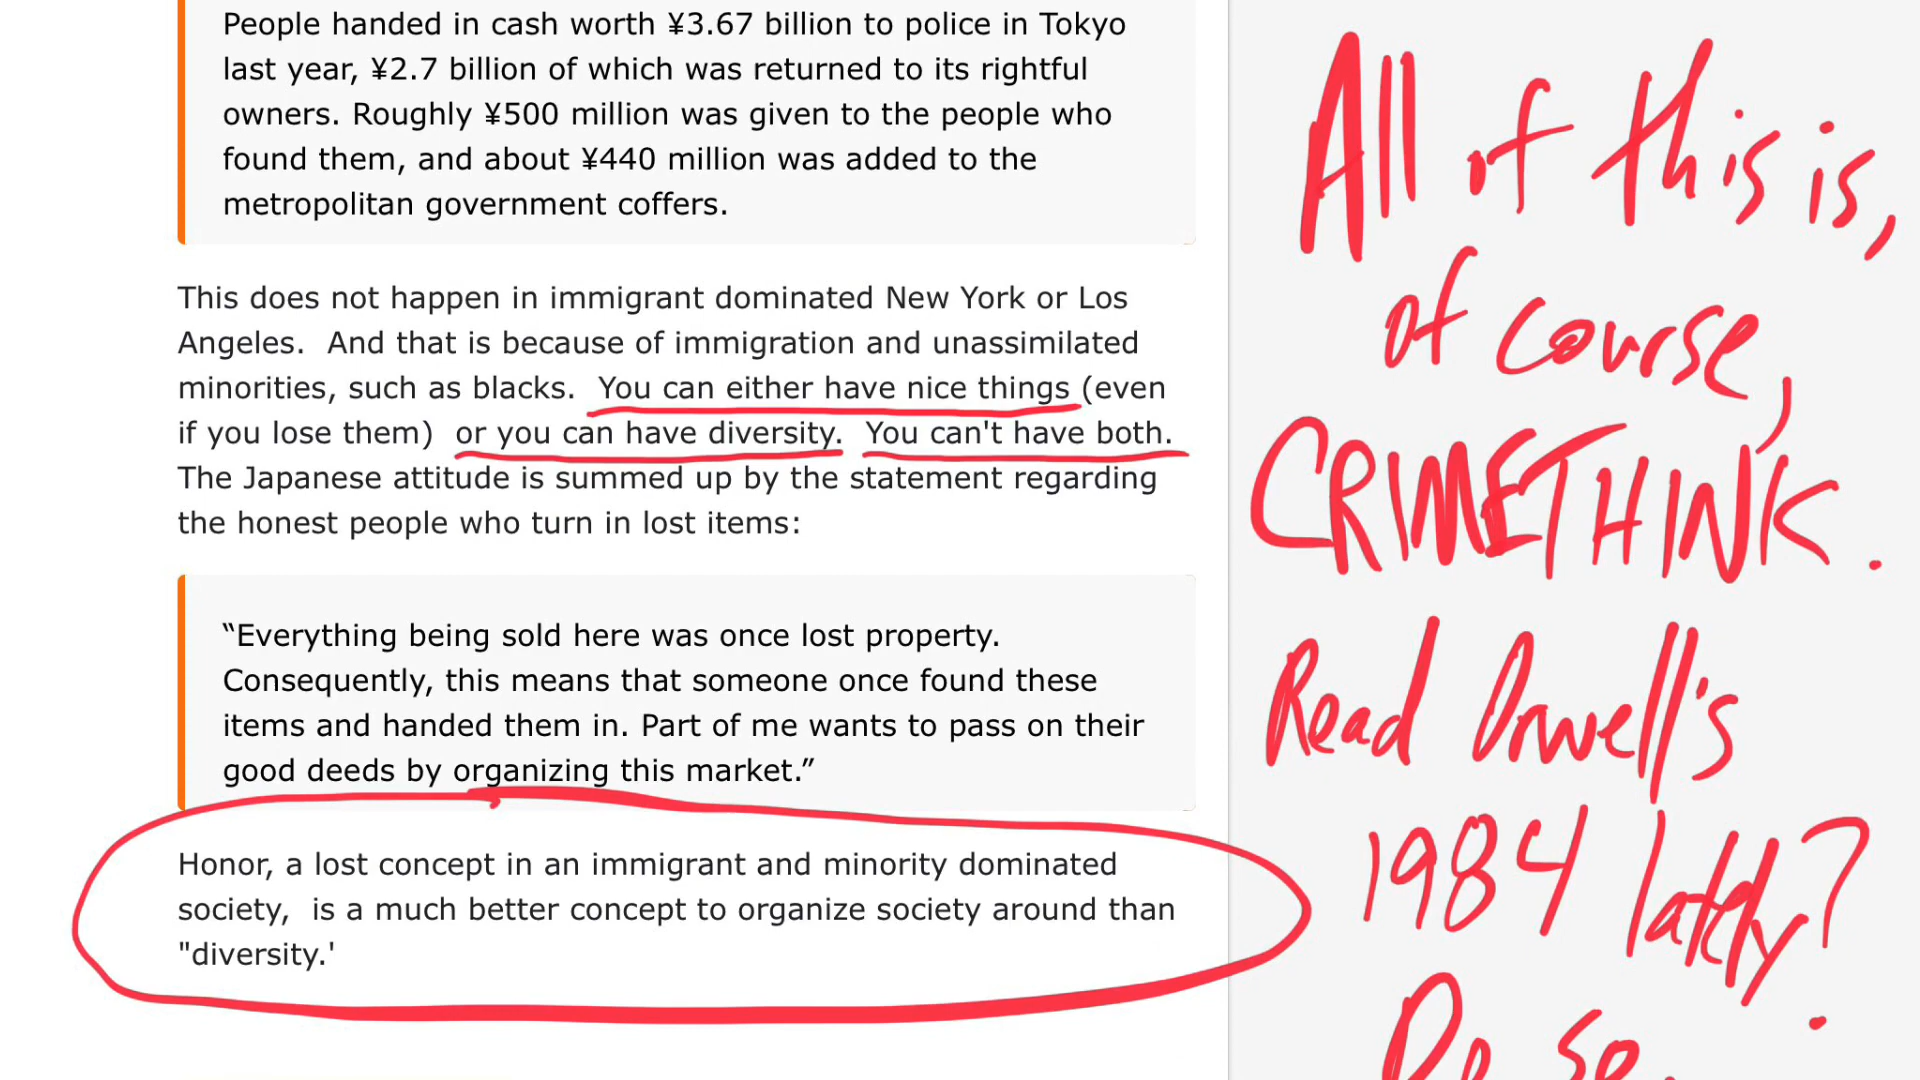 People handed in cash worth ¥3.67 billion to police in Tokyo
last year, ¥2.7 billion of which was returned to its rightful
owners. Roughly ¥500 million was given to the people who
found them, and about ¥440 million was added to the
metropolitan government coffers.
This does not happen in immigrant dominated New York or Los
Angeles.  And that is because of immigration and unassimilated
minorities, such as blacks.  You can either have nice things (even
if you lose them)  or you can have diversity.  You can't have both.
The Japanese attitude is summed up by the statement regarding
the honest people who turn in lost items:
“Everything being sold here was once lost property.
Consequently, this means that someone once found these
items and handed them in. Part of me wants to pass on their
good deeds by organizing this market.”
Honor, a lost concept in an immigrant and minority dominated
society,  is a much better concept to organize society around than
"diversity.'
All of this is,
of course,
CRIMETHINK.
Read Orwell's
1984 lately?
Do so.